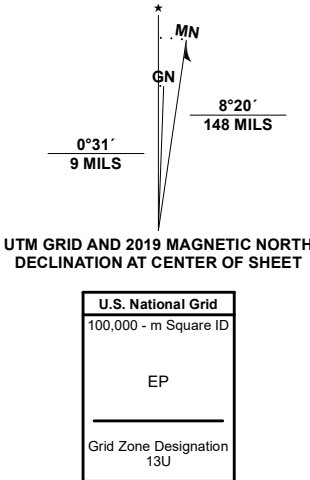 MN
GN
8°20´
148 MILS
0°31´
9 MILS
UTM GRID AND 2019 MAGNETIC NORTH
DECLINATION AT CENTER OF SHEET
U.S. National Grid
100,000 - m Square ID
EP
Grid Zone Designation
13U